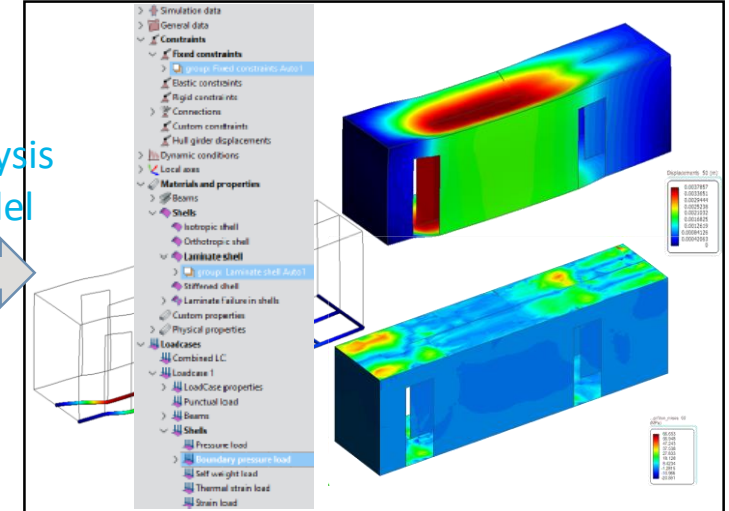 ysis
el
Simulation data
General data
Constraints
Fixed constraints
group: Fixed constraints Auto1
Elastic constraints
Rigid constraints
Connections
Custom constraints
Hull girder displacements
Dynamic conditions
Local axes
Materials and properties
Beams
Shells
Isotropic shell
Orthotropic shell
Laminate shell
group: Laminate shell Auto1
Stiffened shell
Laminate Failure in shells
Custom properties
Physical properties
Loadcases
Combined LC
Loadcase 1
LoadCase properties
Punctual load
Beams
Shells
Pressure load
Boundary pressure load
Self weight load
Thermal strain load
Strain load
0